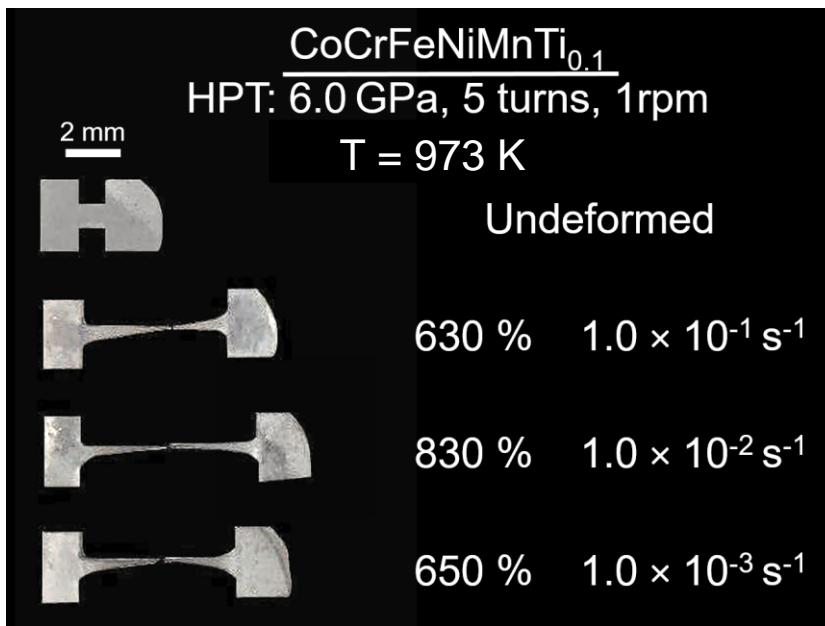 CoCrFeNiMnTi0.1
HPT: 6.0 GPa, 5 turns, 1rpm
2 mm
T = 973 K
Undeformed
630 % 1.0 × 10-1 s-1
830 % 1.0 × 10-2 s-1
650 % 1.0 × 10-3 s-1